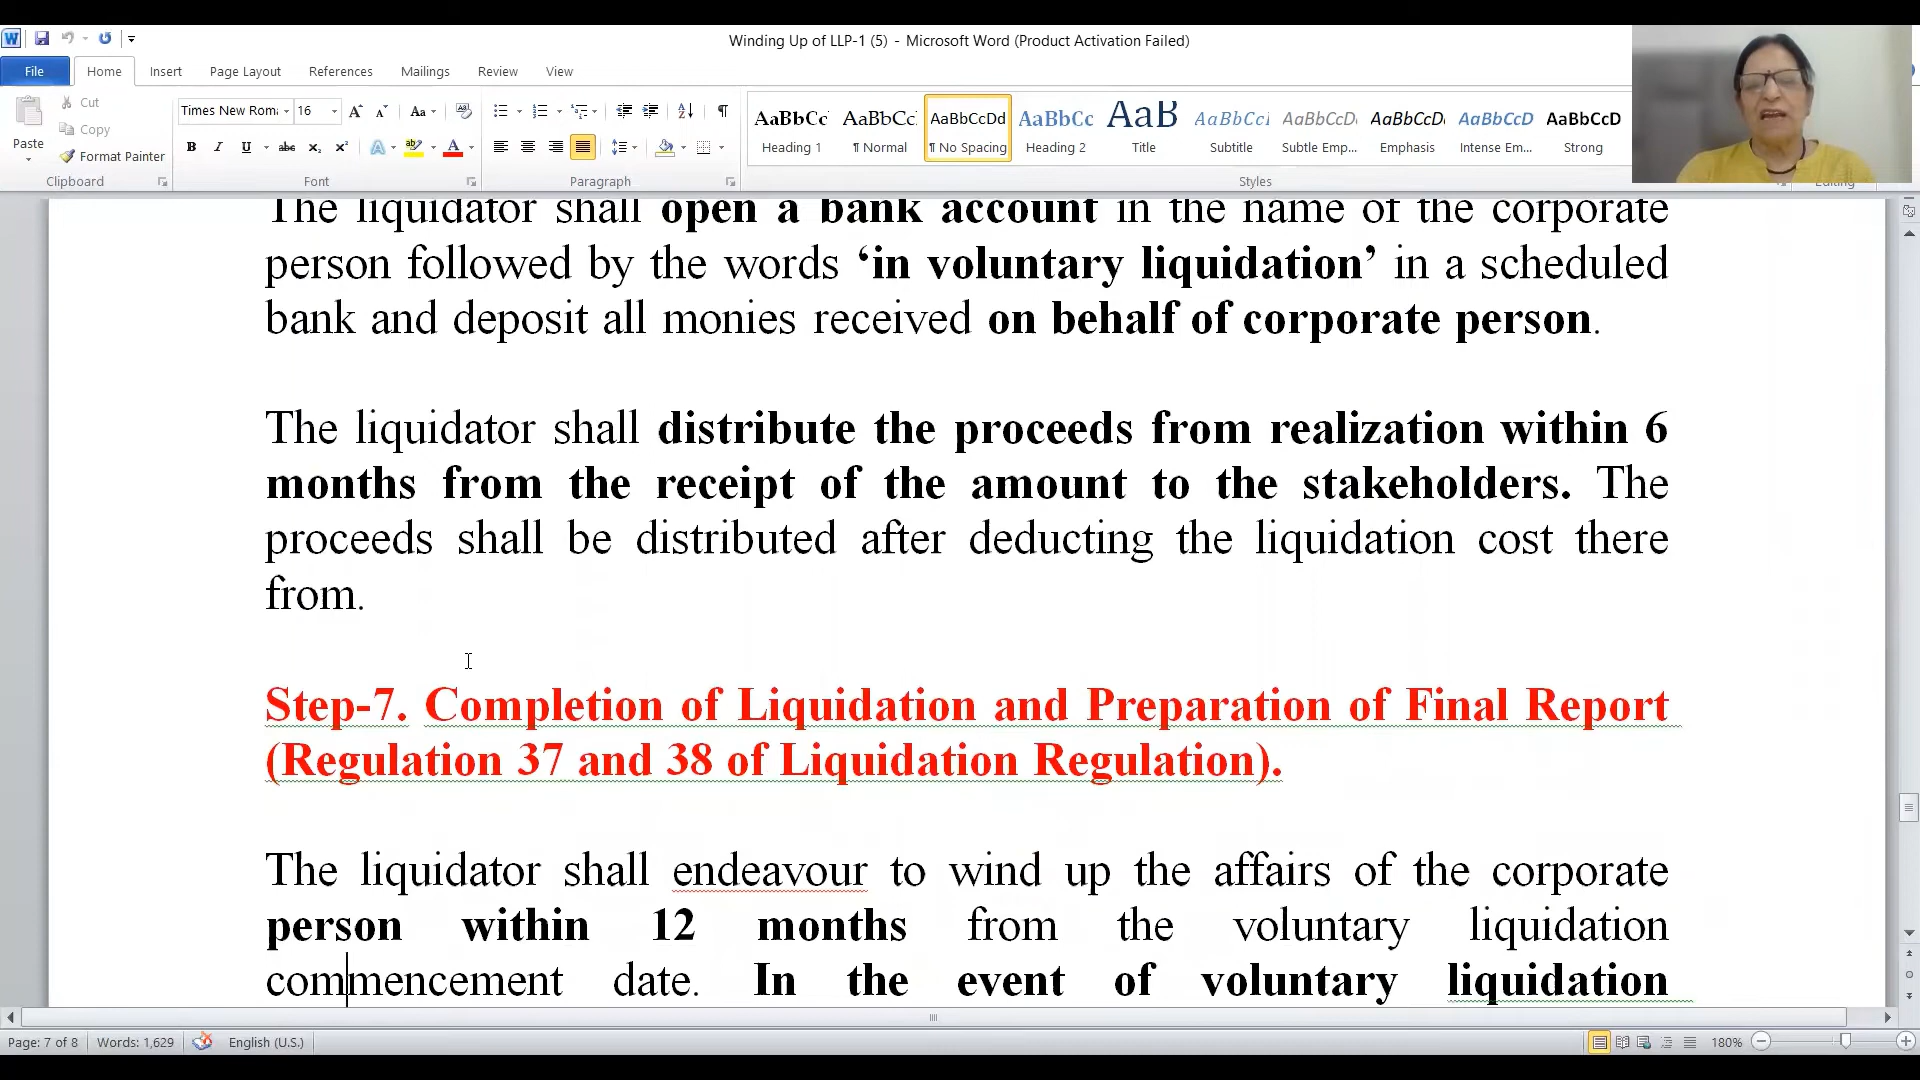 Winding Up of LLP-1 (5) - Microsoft Word (Product Activation Failed)
File Home Insert Page Layout References Mailings Review View
Cut
Copy
Format Painter
Paste
Clipboard
Times New Roma 16
Font
Paragraph
AaBbCc AaBbCc AaBbCcDd AaBbCc AaB AaBbCcL AaBbCcD AaBbCcD AaBbCcD AaBbCcD
Heading 1 ¶ Normal ¶ No Spacing Heading 2 Title Subtitle Subtle Emp... Emphasis Intense Em... Strong
Styles
Editing
The liquidator shall open a bank account in the name of the corporate
person followed by the words ‘in voluntary liquidation’ in a scheduled
bank and deposit all monies received on behalf of corporate person.
The liquidator shall distribute the proceeds from realization within 6
months from the receipt of the amount to the stakeholders. The
proceeds shall be distributed after deducting the liquidation cost there
from.
Step-7. Completion of Liquidation and Preparation of Final Report
(Regulation 37 and 38 of Liquidation Regulation).
The liquidator shall endeavour to wind up the affairs of the corporate
person within 12 months from the voluntary liquidation
commencement date. In the event of voluntary liquidation
Page: 7 of 8 Words: 1,629 English (U.S.) 180%